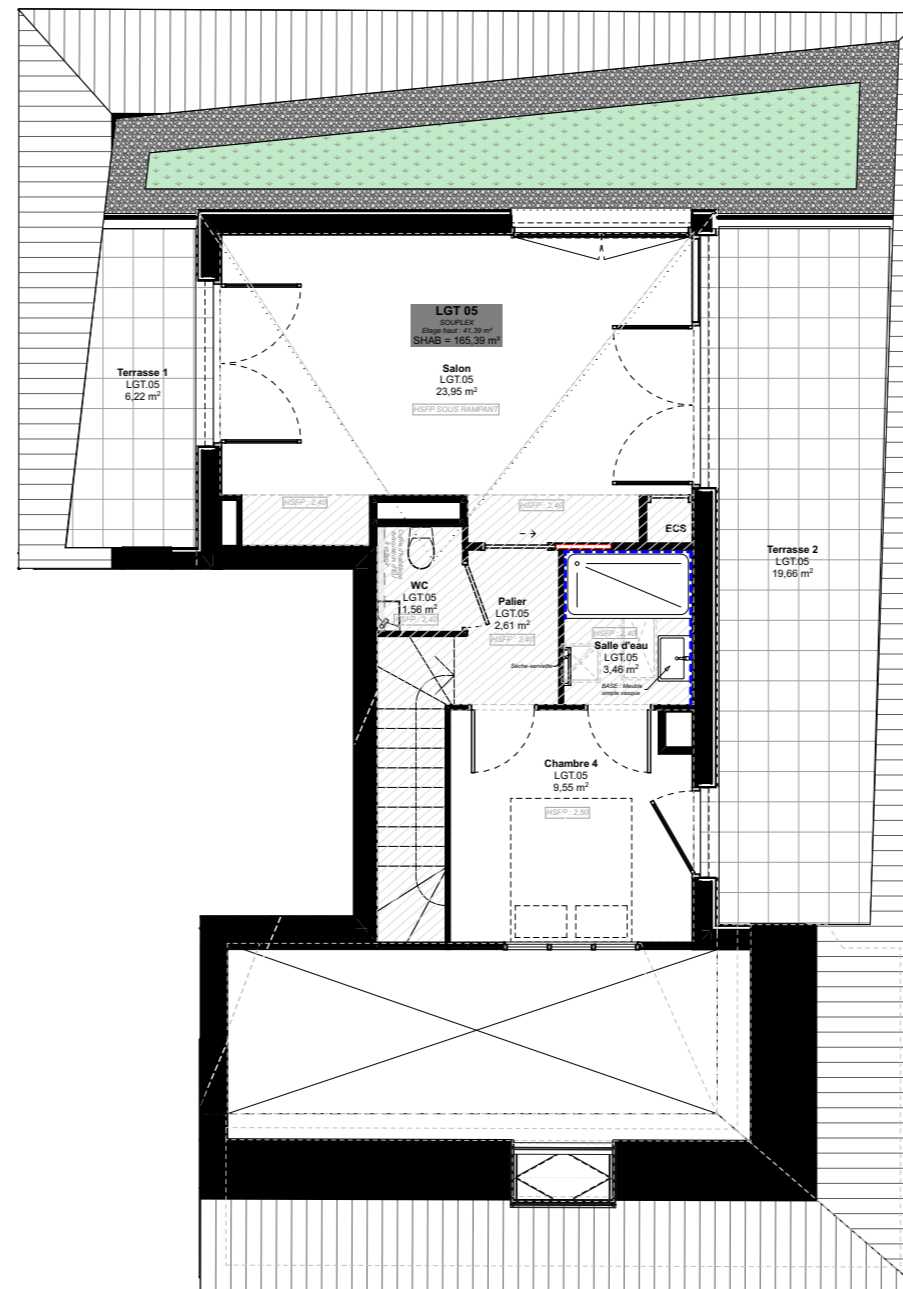 LGT 05
SOUPLEX
Etage haut : 41,39 m²
SHAB = 165,39 m²
Salon
LGT.05
23,95 m²
HSFP SOUS RAMPANT
Terrasse 1
LGT.05
6,22 m²
HSFP : 2,40
HSFP : 2,40
ECS
Terrasse 2
LGT.05
19,66 m²
WC
LGT.05
1,56 m²
HSFP : 2,40
Palier
LGT.05
2,61 m²
HSFP : 2,40
HSFP : 2,40
Salle d'eau
LGT.05
3,46 m²
Sèche-serviette
BASE : Meuble
simple vasque
Chambre 4
LGT.05
9,55 m²
HSFP : 2,50